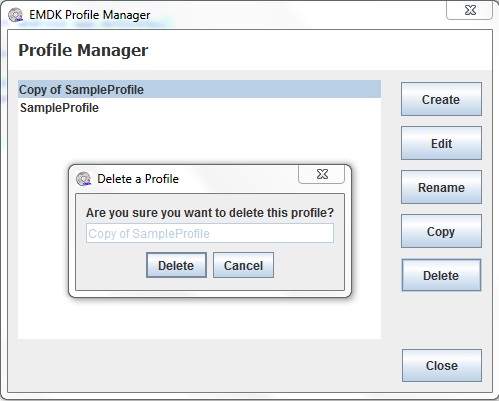 EMDK Profile Manager
Profile Manager
Copy of SampleProfile
SampleProfile
Create
Edit
Rename
Copy
Delete
Close
Delete a Profile
Are you sure you want to delete this profile?
Copy of SampleProfile
Delete Cancel